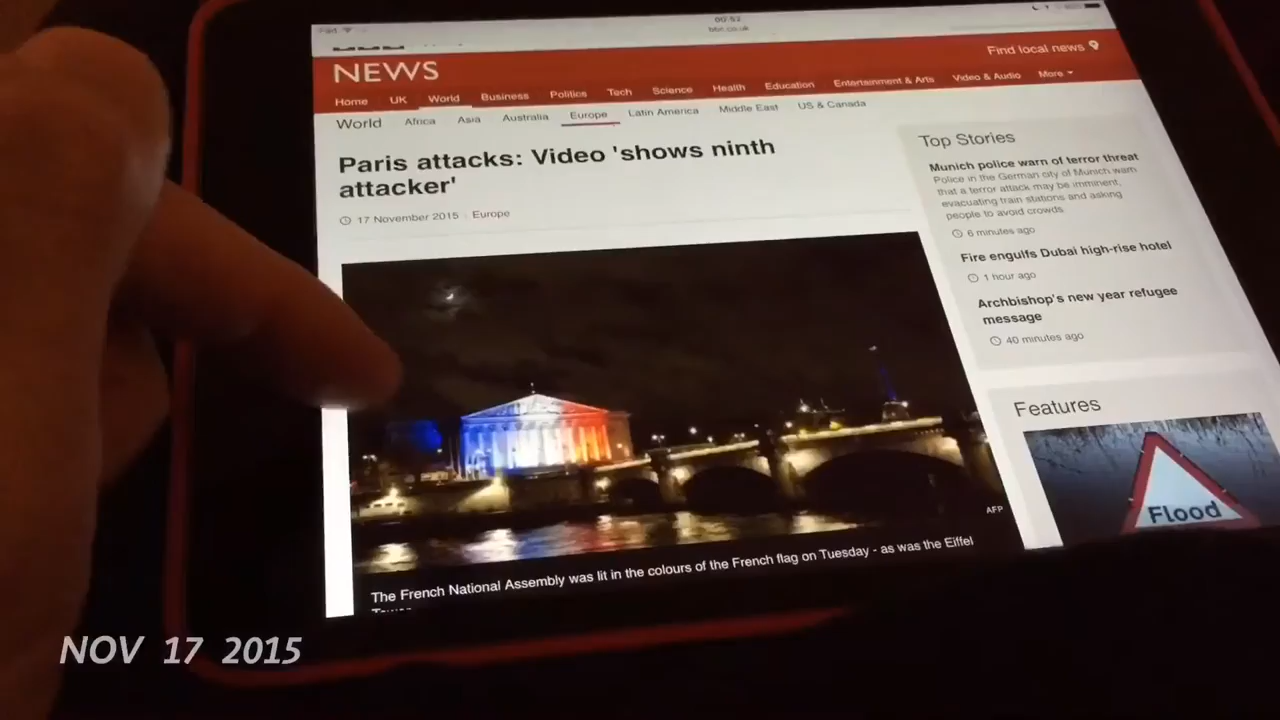 00:52
bbc.co.uk
NEWS
Find local news
Home UK World Business Politics Tech Science Health Education Entertainment & Arts Video & Audio More
World Africa Asia Australia Europe Latin America Middle East US & Canada
Paris attacks: Video 'shows ninth
attacker'
17 November 2015 Europe
AFP
The French National Assembly was lit in the colours of the French flag on Tuesday - as was the Eiffel
Top Stories
Munich police warn of terror threat
Police in the German city of Munich warn
that a terror attack may be imminent,
evacuating train stations and asking
people to avoid crowds.
6 minutes ago
Fire engulfs Dubai high-rise hotel
1 hour ago
Archbishop's new year refugee
message
40 minutes ago
Features
Flood
NOV 17 2015